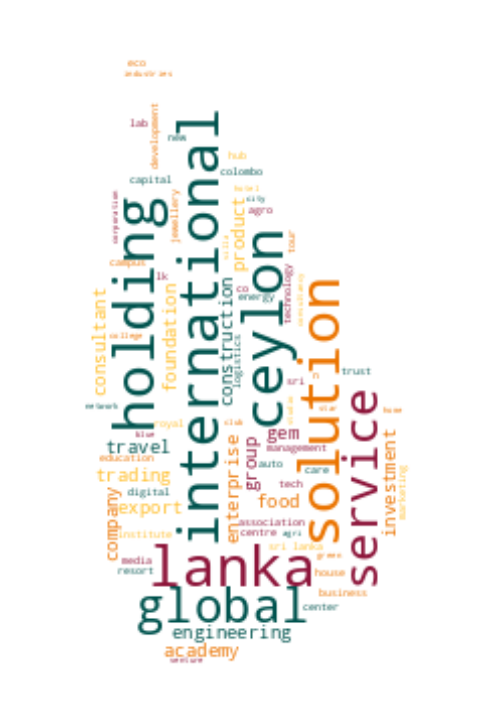 eco
industries
lab
development
new
international
hub
colombo
capital
hotel
city
agro
corporation
jewellery
holding
product
tour
villa
ceylon
campus
lk
co
energy
technology
consultancy
consultant
foundation
construction
logistics
solution
college
trust
sri
n
network
star
home
royal
club
service
blue
gem
travel
group
enterprise
management
investment
education
auto
care
trading
tech
marketing
digital
company
export
food
association
institute
centre
agri
sri lanka
green
media
resort
lanka
house
global
business
center
engineering
academy
venture